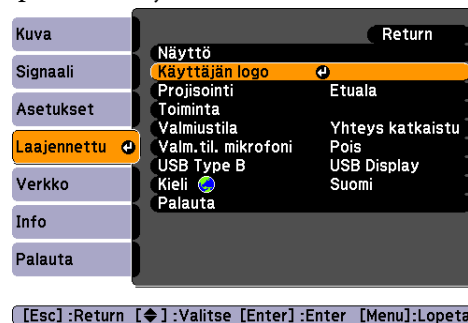 Kuva
Signaali
Asetukset
Laajennettu
Verkko
Info
Palauta
Return
Näyttö
Käyttäjän logo
Projisointi Etuala
Toiminta
Valmiustila Yhteys katkaistu
Valm.til. mikrofoni Pois
USB Type B USB Display
Kieli Suomi
Palauta
[Esc] :Return [◆] :Valitse [Enter] :Enter [Menu]:Lopeta